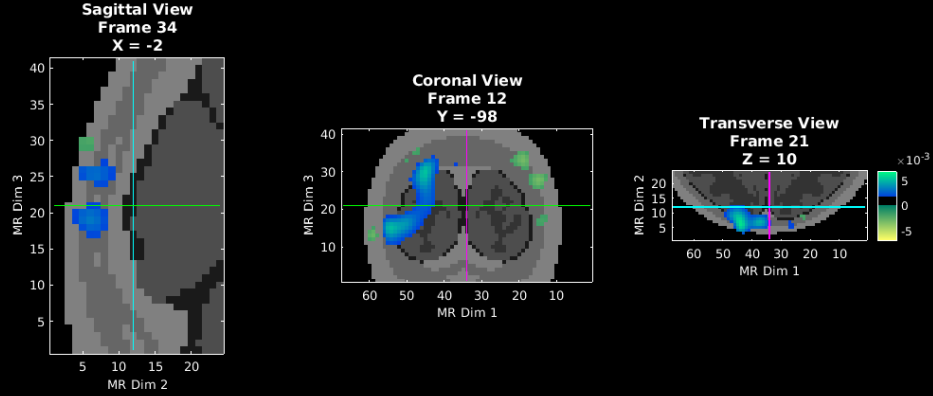 Sagittal View
Frame 34
X = -2
40
35
30
25
20
15
10
5
MR Dim 3
5 10 15 20
MR Dim 2
Coronal View
Frame 12
Y = -98
40
30
20
10
MR Dim 3
60 50 40 30 20 10
MR Dim 1
Transverse View
Frame 21
Z = 10
20
15
10
5
MR Dim 2
60 40 20
MR Dim 1
×10⁻³
5
0
-5